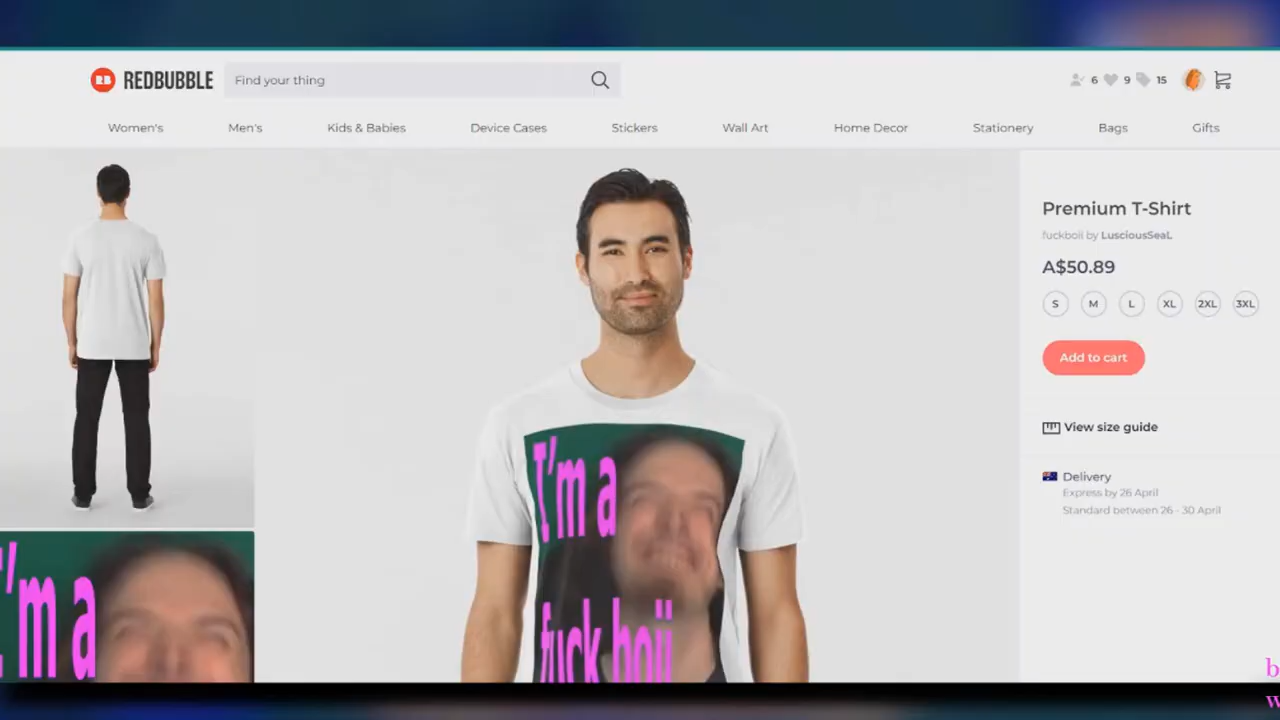 RB REDBUBBLE
Find your thing
6 9 15
Women's Men's Kids & Babies Device Cases Stickers Wall Art Home Decor Stationery Bags Gifts
Premium T-Shirt
fuckboii by LusciousSeaL
A$50.89
S M L XL 2XL 3XL
Add to cart
View size guide
Delivery
Express by 26 April
Standard between 26 - 30 April
I'm a
fuck boii
I'm a
b
w